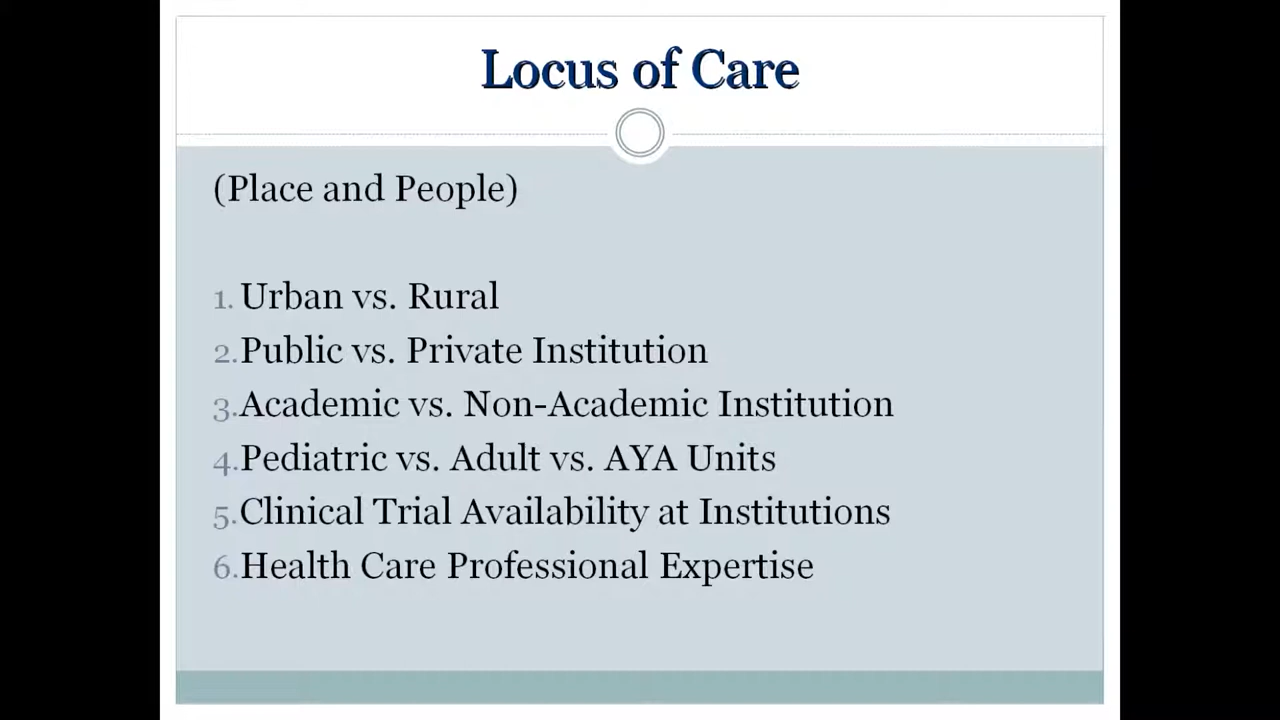 Locus of Care
(Place and People)
1. Urban vs. Rural
2. Public vs. Private Institution
3. Academic vs. Non-Academic Institution
4. Pediatric vs. Adult vs. AYA Units
5. Clinical Trial Availability at Institutions
6. Health Care Professional Expertise